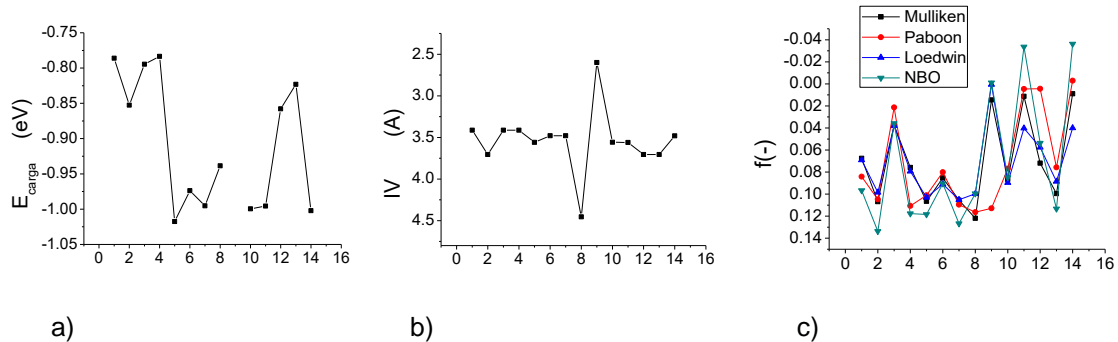 -0.75
-0.80
-0.85
-0.90
-0.95
-1.00
-1.05
E_carga (eV)
0 2 4 6 8 10 12 14 16
a)
2.5
3.0
3.5
4.0
4.5
IV (A)
0 2 4 6 8 10 12 14 16
b)
Mulliken
Paboon
Loedwin
NBO
-0.04
0.00
0.02
0.04
0.06
0.08
0.10
0.12
0.14
f(-)
0 2 4 6 8 10 12 14 16
c)